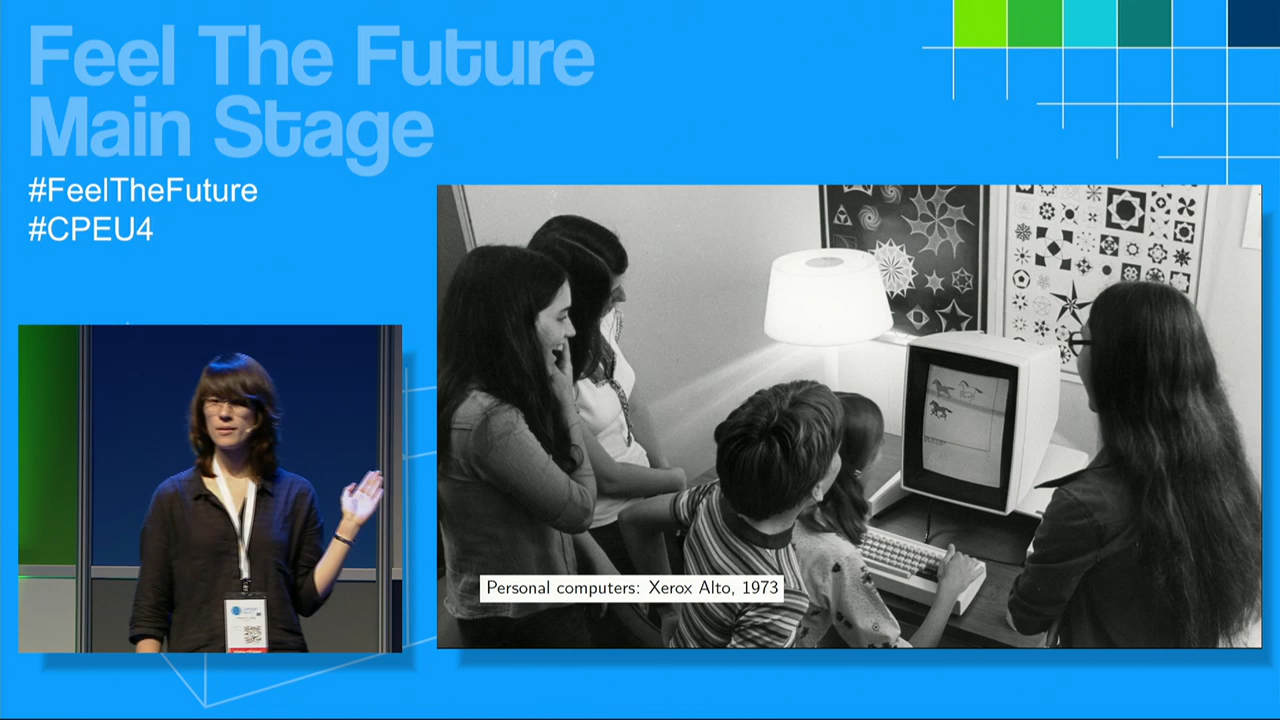 Feel The Future
Main Stage
#FeelTheFuture
#CPEU4
Personal computers: Xerox Alto, 1973